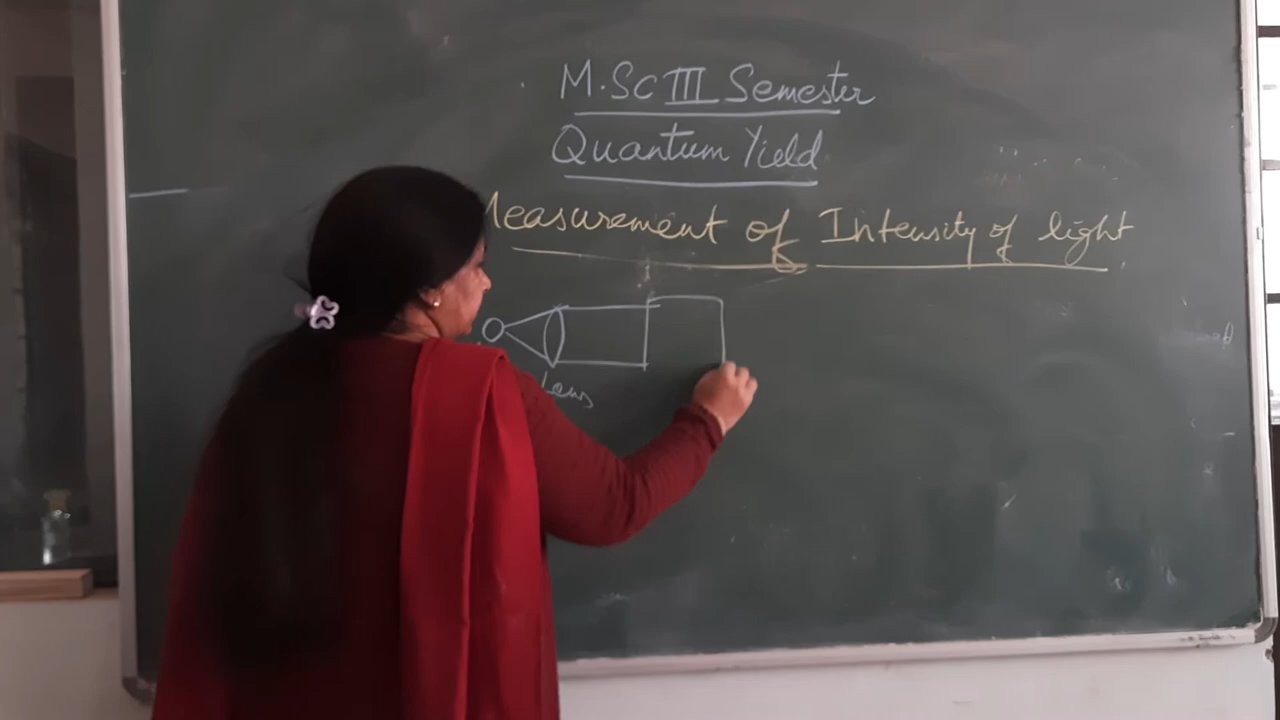 M.Sc III Semester
Quantum Yield
Measurement of Intensity of light
Lens